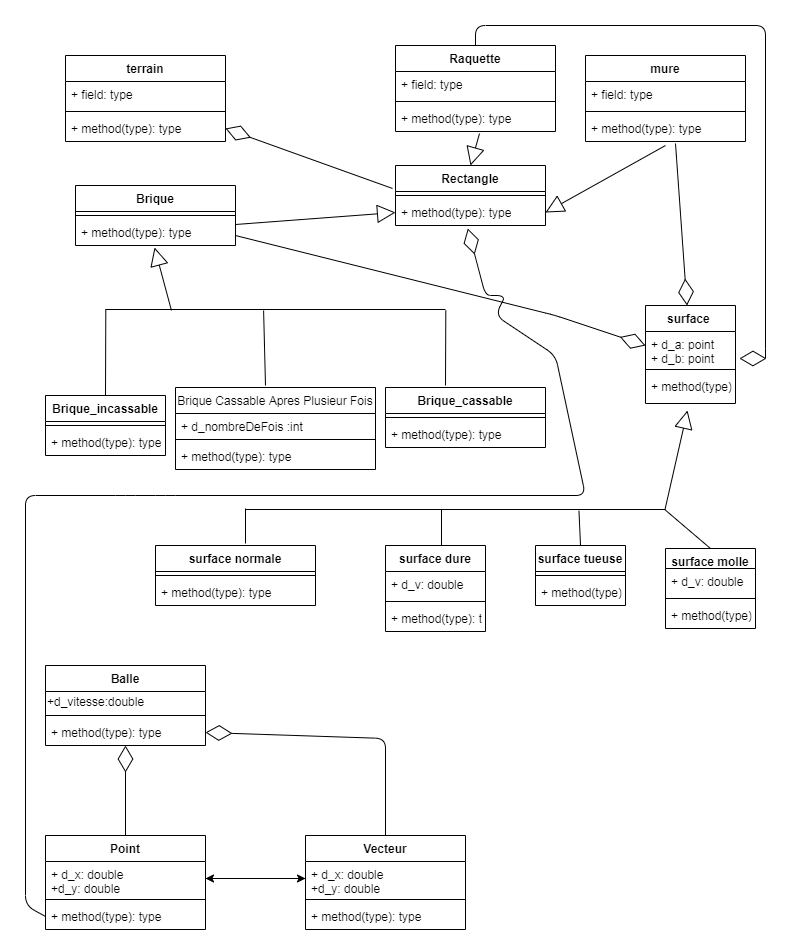 terrain
+ field: type
+ method(type): type
Raquette
+ field: type
+ method(type): type
mure
+ field: type
+ method(type): type
Brique
+ method(type): type
Rectangle
+ method(type): type
surface
+ d_a: point
+ d_b: point
+ method(type)
Brique_incassable
+ method(type): type
Brique Cassable Apres Plusieur Fois
+ d_nombreDeFois :int
+ method(type): type
Brique_cassable
+ method(type): type
surface normale
+ method(type): type
surface dure
+ d_v: double
+ method(type): t
surface tueuse
+ method(type)
surface molle
+ d_v: double
+ method(type)
Balle
+d_vitesse:double
+ method(type): type
Point
+ d_x: double
+d_y: double
+ method(type): type
Vecteur
+ d_x: double
+d_y: double
+ method(type): type